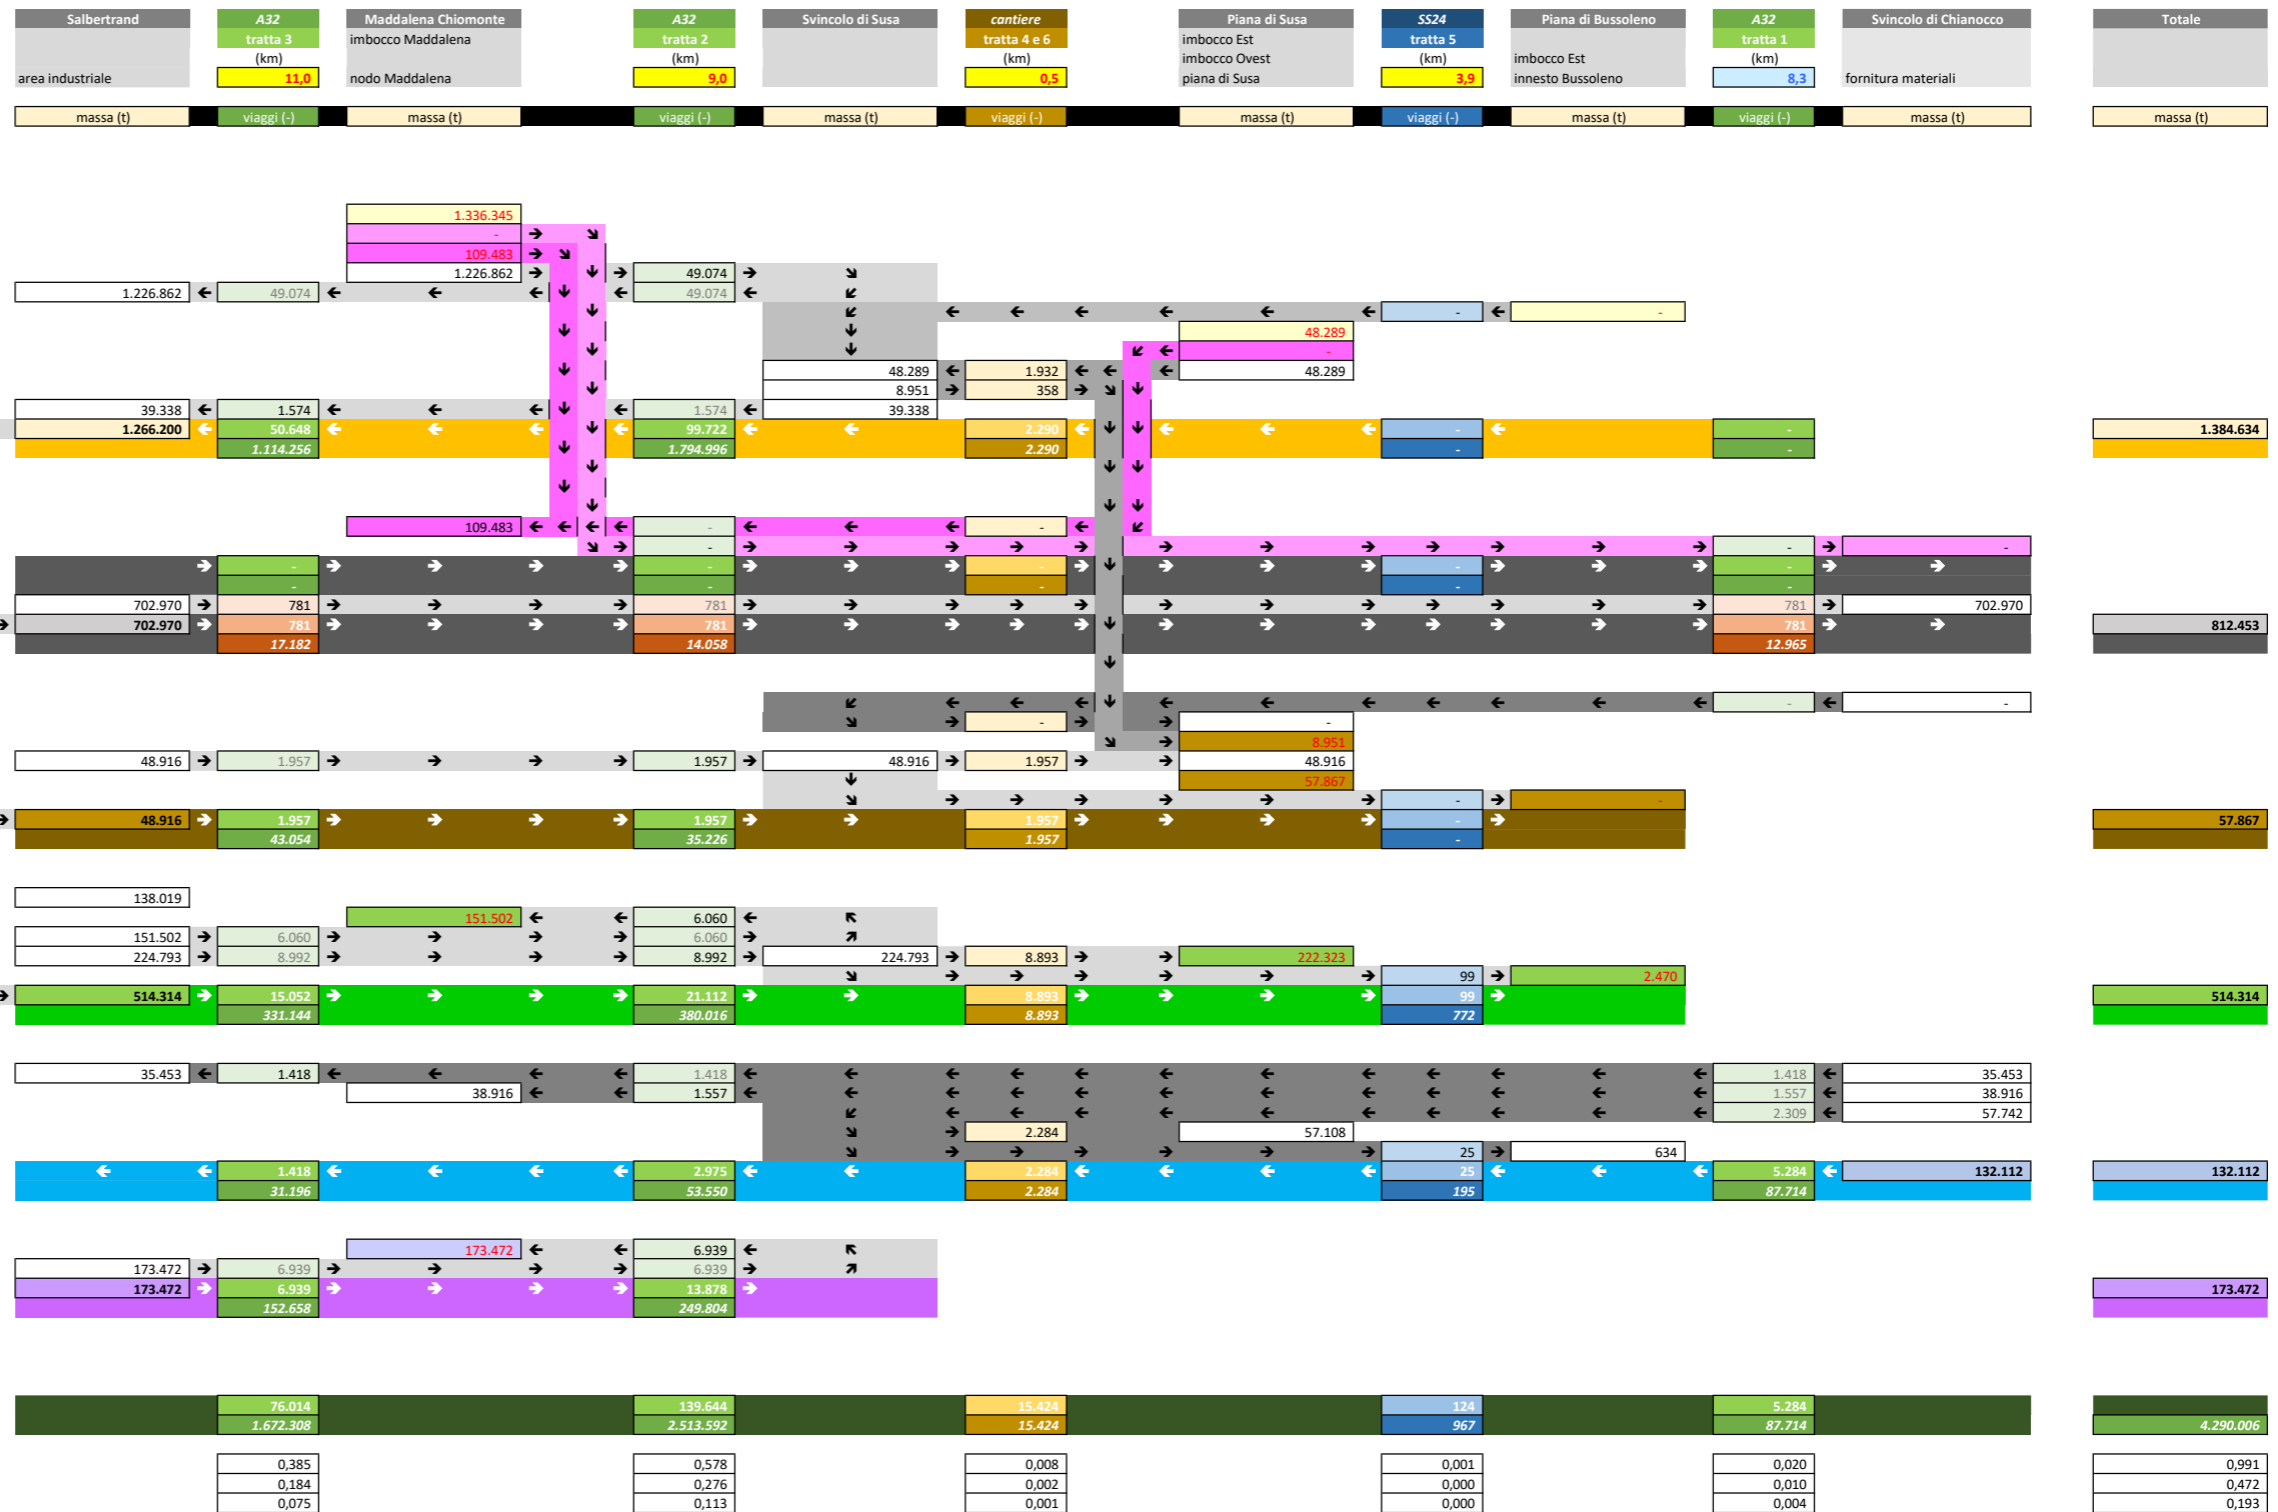 Salbertrand A32 Maddalena Chiomonte A32 Svincolo di Susa cantiere Piana di Susa SS24 Piana di Bussoleno A32 Svincolo di Chianocco Totale
tratta 3 imbocco Maddalena tratta 2 tratta 4 e 6 imbocco Est tratta 5 tratta 1
(km) (km) (km) imbocco Ovest (km) imbocco Est (km)
area industriale 11,0 nodo Maddalena 9,0 0,5 piana di Susa 3,9 innesto Bussoleno 8,3 fornitura materiali
massa (t) viaggi (-) massa (t) viaggi (-) massa (t) viaggi (-) massa (t) viaggi (-) massa (t) viaggi (-) massa (t) massa (t)
1.336.345
- → ↘
109.483 → ↘
1.226.862 → ↓ → 49.074 → ↘
1.226.862 ← 49.074 ← ← ← ↓ ← 49.074 ← ↙
↓ ↙ ← ← ← ← ← ← - ← -
↓ ↓ 48.289
↓ ↓ ↙ ← -
↓ 48.289 ← 1.932 ← ← ← 48.289
↓ 8.951 → 358 → ↘ ↓
39.338 ← 1.574 ← ← ← ↓ ← 1.574 ← 39.338
1.266.200 ← 50.648 ← ← ← ↓ ← 99.722 ← ← 2.290 ← ↓ ↓ ← ← ← - ← - 1.384.634
1.114.256 ↓ 1.794.996 2.290 - -
↓ ↓ ↓
↓
↓ ↓ ↓
109.483 ← ← ← ← - ← ← ← - ← ↙
↘ → - → → → → → → → → → → → → - → -
→ - → → → → - → → → - → ↓ → → → - → → → - → →
- - - - -
702.970 → 781 → → → → 781 → → → → → → → → → → → → 781 → 702.970
→ 702.970 → 781 → → → → 781 → → → → → ↓ → → → → → → → 781 → → 812.453
17.182 14.058 12.965
↓
↙ ← ← ← ↓ ← ← ← ← ← ← ← - ← -
↘ → - → → -
↘ → 8.951
48.916 → 1.957 → → → → 1.957 → 48.916 → 1.957 → → 48.916
↓ 57.867
↘ → → → → → → - → -
→ 48.916 → 1.957 → → → → 1.957 → → 1.957 → → → → - → 57.867
43.054 35.226 1.957 -
138.019
151.502 ← ← 6.060 ← ↖
151.502 → 6.060 → → → → 6.060 → ↗
224.793 → 8.992 → → → → 8.992 → 224.793 → 8.893 → → 222.323
↘ → → → → → → 99 → 2.470
→ 514.314 → 15.052 → → → → 21.112 → → 8.893 → → → → 99 → 514.314
331.144 380.016 8.893 772
35.453 ← 1.418 ← ← ← ← 1.418 ← ← ← ← ← ← ← ← ← ← ← ← 1.418 ← 35.453
38.916 ← ← 1.557 ← ← ← ← ← ← ← ← ← ← ← ← 1.557 ← 38.916
↙ ← ← ← ← ← ← ← ← ← ← 2.309 ← 57.742
↘ → 2.284 57.108
↘ → → → → → → 25 → 634
← ← 1.418 ← ← ← ← 2.975 ← ← 2.284 ← ← ← ← 25 ← ← ← 5.284 ← 132.112 132.112
31.196 53.550 2.284 195 87.714
173.472 ← ← 6.939 ← ↖
173.472 → 6.939 → → → → 6.939 → ↗
173.472 → 6.939 → → → → 13.878 → 173.472
152.658 249.804
76.014 139.644 15.424 124 5.284
1.672.308 2.513.592 15.424 967 87.714 4.290.006
0,385 0,578 0,008 0,001 0,020 0,991
0,184 0,276 0,002 0,000 0,010 0,472
0,075 0,113 0,001 0,000 0,004 0,193